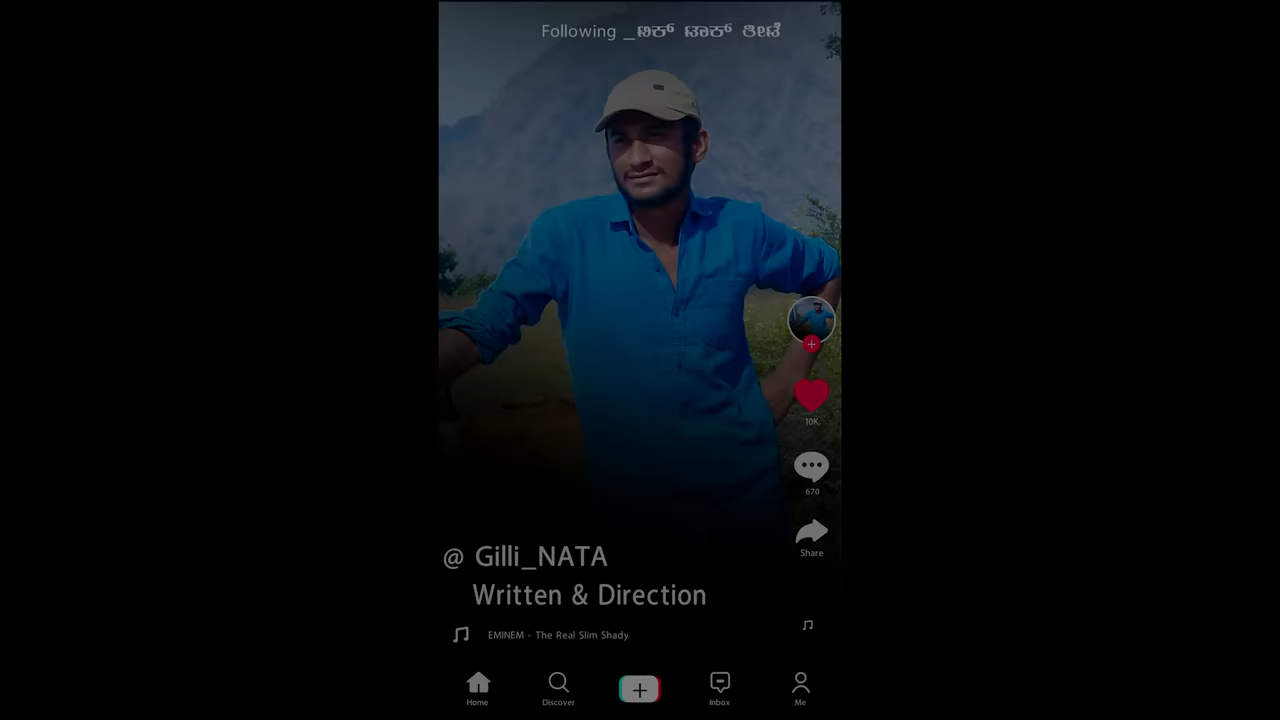 Following _ಟಿಕ್ ಟಾಕ್ ತೀಟೆ
10K
670
Share
@ Gilli_NATA
Written & Direction
EMINEM - The Real Slim Shady
Home
Discover
Inbox
Me